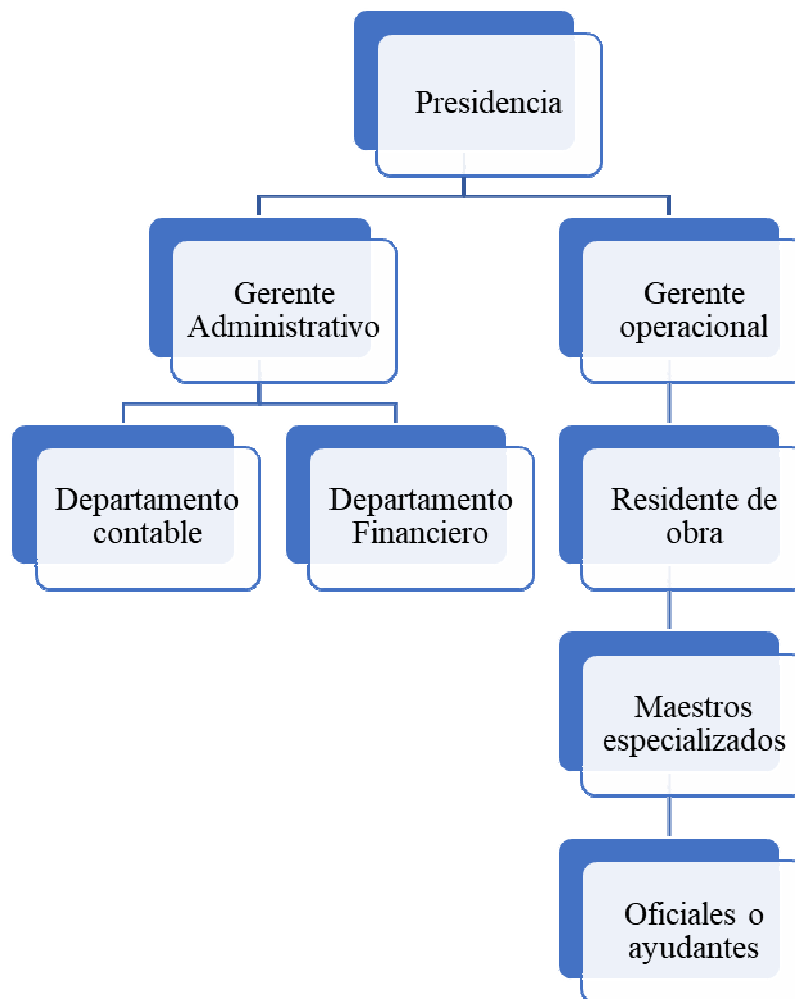 Presidencia
Gerente
Administrativo
Gerente
operacional
Departamento
contable
Departamento
Financiero
Residente de
obra
Maestros
especializados
Oficiales o
ayudantes